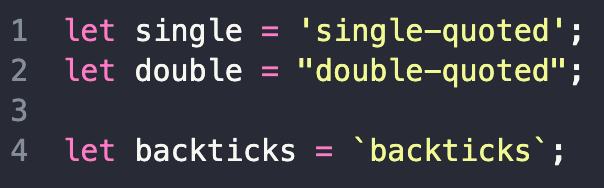 1 let single = 'single-quoted';
2 let double = "double-quoted";
3
4 let backticks = `backticks`;